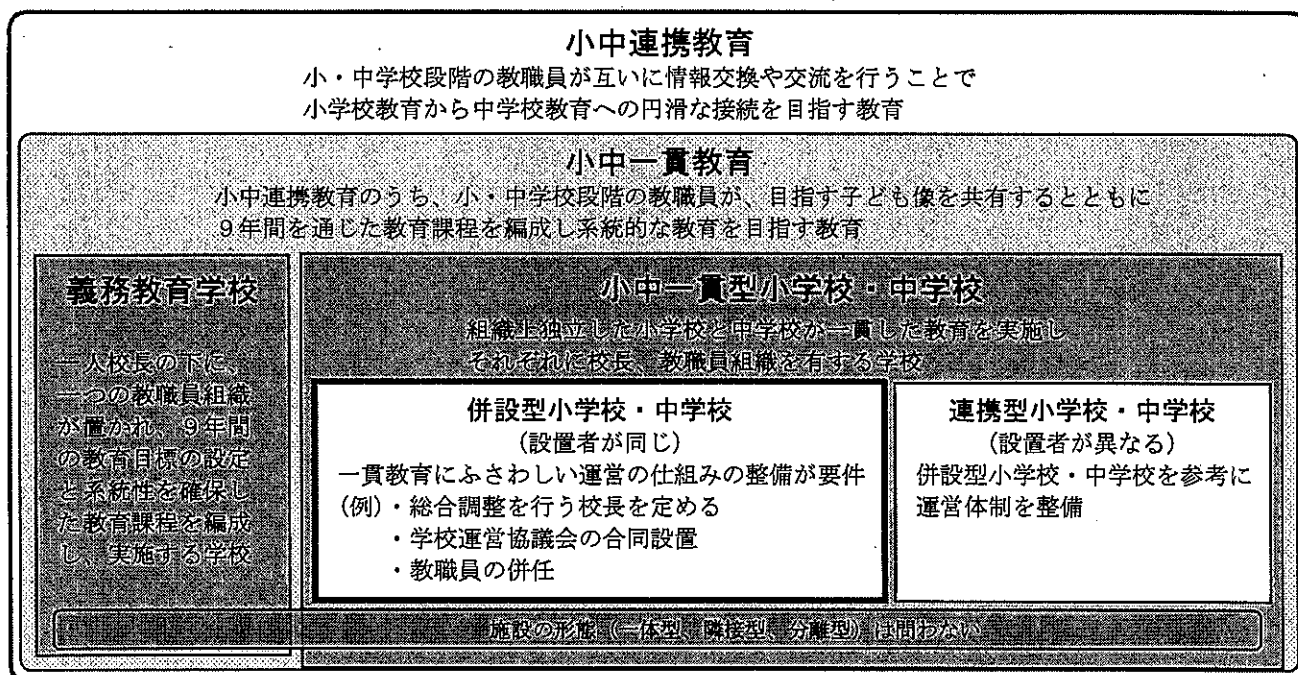 小中連携教育
小・中学校段階の教職員が互いに情報交換や交流を行うことで
小学校教育から中学校教育への円滑な接続を目指す教育
小中一貫教育
小中連携教育のうち、小・中学校段階の教職員が、目指す子ども像を共有するとともに
9年間を通じた教育課程を編成し系統的な教育を目指す教育
義務教育学校
一人校長の下に、
一つの教職員組織
が置かれ、9年間
の教育目標の設定
と系統性を確保し
た教育課程を編成
し、実施する学校
小中一貫型小学校・中学校
組織上独立した小学校と中学校が一貫した教育を実施し
それぞれに校長、教職員組織を有する学校
併設型小学校・中学校
(設置者が同じ)
一貫教育にふさわしい運営の仕組みの整備が要件
(例)・総合調整を行う校長を定める
・学校運営協議会の合同設置
・教職員の併任
連携型小学校・中学校
(設置者が異なる)
併設型小学校・中学校を参考に
運営体制を整備
施設の形態(一体型、隣接型、分離型)は問わない